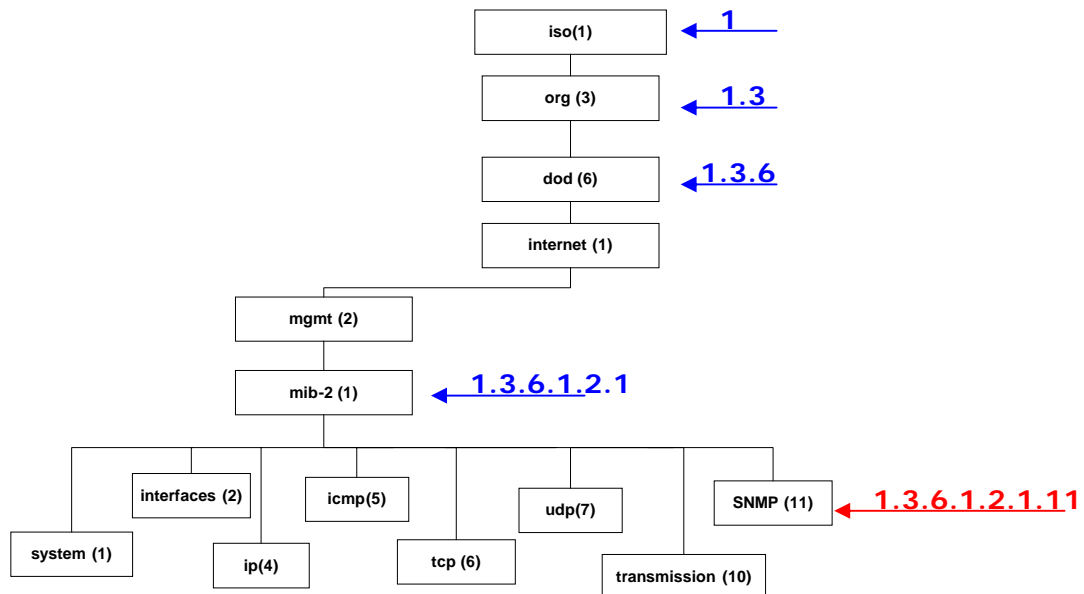 iso(1)
1
org (3)
1.3
dod (6)
1.3.6
internet (1)
mgmt (2)
mib-2 (1)
1.3.6.1.2.1
interfaces (2)
icmp(5)
udp(7)
SNMP (11)
1.3.6.1.2.1.11
system (1)
ip(4)
tcp (6)
transmission (10)